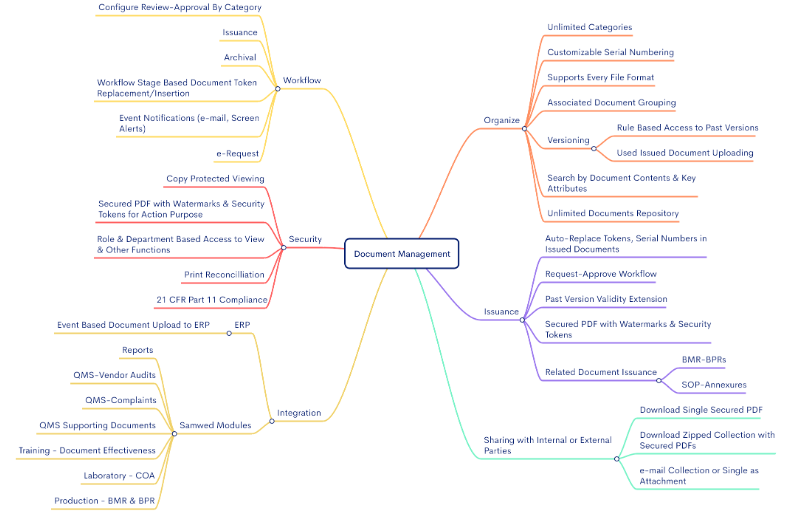 Document Management
Workflow
Configure Review-Approval By Category
Issuance
Archival
Workflow Stage Based Document Token
Replacement/Insertion
Event Notifications (e-mail, Screen
Alerts)
e-Request
Security
Copy Protected Viewing
Secured PDF with Watermarks & Security
Tokens for Action Purpose
Role & Department Based Access to View
& Other Functions
Print Reconcilliation
21 CFR Part 11 Compliance
Integration
ERP
Event Based Document Upload to ERP
Samwed Modules
Reports
QMS-Vendor Audits
QMS-Complaints
QMS Supporting Documents
Training - Document Effectiveness
Laboratory - COA
Production - BMR & BPR
Organize
Unlimited Categories
Customizable Serial Numbering
Supports Every File Format
Associated Document Grouping
Versioning
Rule Based Access to Past Versions
Used Issued Document Uploading
Search by Document Contents & Key
Attributes
Unlimited Documents Repository
Issuance
Auto-Replace Tokens, Serial Numbers in
Issued Documents
Request-Approve Workflow
Past Version Validity Extension
Secured PDF with Watermarks & Security
Tokens
Related Document Issuance
BMR-BPRs
SOP-Annexures
Sharing with Internal or External
Parties
Download Single Secured PDF
Download Zipped Collection with
Secured PDFs
e-mail Collection or Single as
Attachment